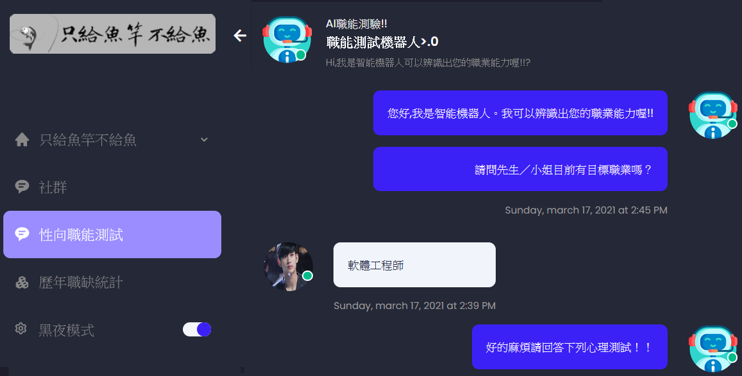 只給魚竿不給魚
只給魚竿不給魚
社群
性向職能測試
歷年職缺統計
黑夜模式
AI職能測驗!!
職能測試機器人>.0
Hi,我是智能機器人可以辨識出您的職業能力喔!!?
您好,我是智能機器人。我可以辨識出您的職業能力喔!!
請問先生／小姐目前有目標職業嗎？
Sunday, march 17, 2021 at 2:45 PM
軟體工程師
Sunday, march 17, 2021 at 2:39 PM
好的麻煩請回答下列心理測試！！